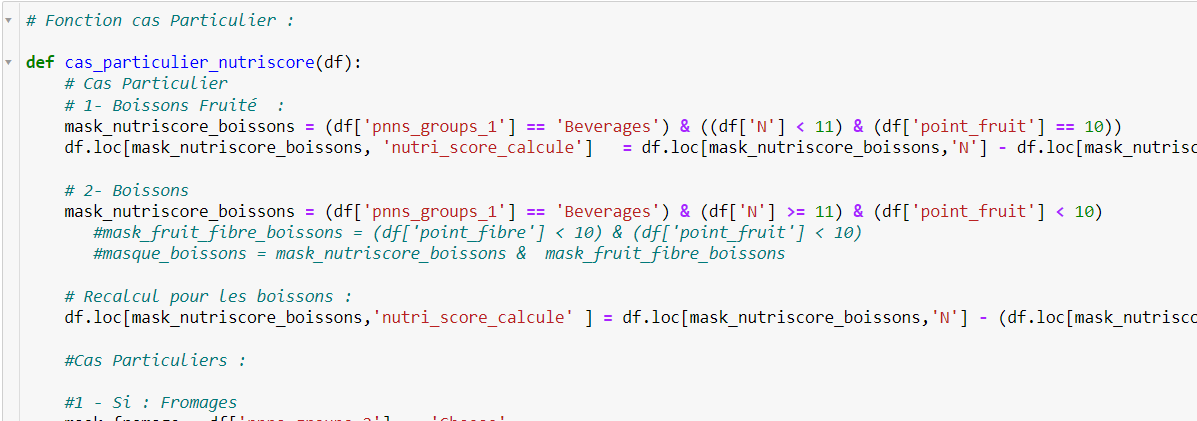 # Fonction cas Particulier :
def cas_particulier_nutriscore(df):
# Cas Particulier
# 1- Boissons Fruité  :
mask_nutriscore_boissons = (df['pnns_groups_1'] == 'Beverages') & ((df['N'] < 11) & (df['point_fruit'] == 10))
df.loc[mask_nutriscore_boissons, 'nutri_score_calcule']   = df.loc[mask_nutriscore_boissons,'N'] - df.loc[mask_nutrisc
# 2- Boissons
mask_nutriscore_boissons = (df['pnns_groups_1'] == 'Beverages') & (df['N'] >= 11) & (df['point_fruit'] < 10)
#mask_fruit_fibre_boissons = (df['point_fibre'] < 10) & (df['point_fruit'] < 10)
#masque_boissons = mask_nutriscore_boissons &  mask_fruit_fibre_boissons
# Recalcul pour les boissons :
df.loc[mask_nutriscore_boissons,'nutri_score_calcule' ] = df.loc[mask_nutriscore_boissons,'N'] - (df.loc[mask_nutrisco
#Cas Particuliers :
#1 - Si : Fromages